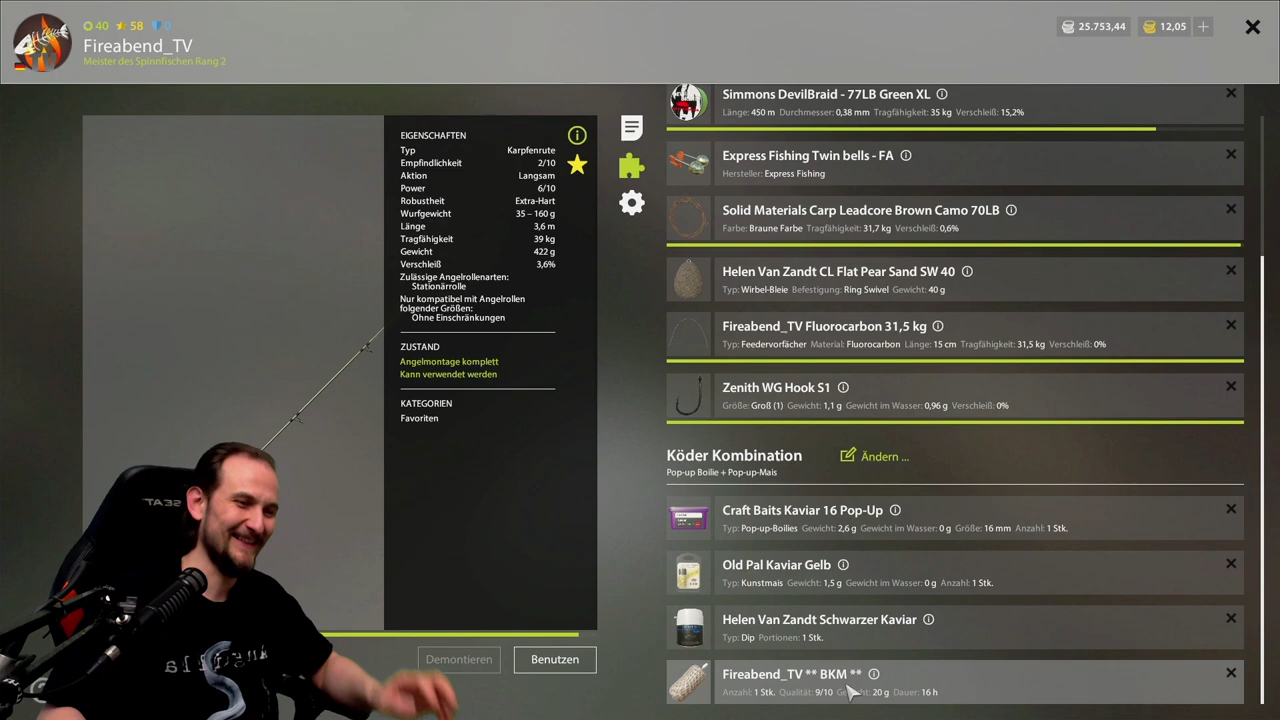 40 58 0
Fireabend_TV
Meister des Spinnfischen Rang 2
25.753,44 12,05
EIGENSCHAFTEN
Typ Karpfenrute
Empfindlichkeit 2/10
Aktion Langsam
Power 6/10
Robustheit Extra-Hart
Wurfgewicht 35 – 160 g
Länge 3,6 m
Tragfähigkeit 39 kg
Gewicht 422 g
Verschleiß 3,6%
Zulässige Angelrollenarten:
Stationärrolle
Nur kompatibel mit Angelrollen
folgender Größen:
Ohne Einschränkungen
ZUSTAND
Angelmontage komplett
Kann verwendet werden
KATEGORIEN
Favoriten
Demontieren
Benutzen
Simmons DevilBraid - 77LB Green XL
Länge: 450 m Durchmesser: 0,38 mm Tragfähigkeit: 35 kg Verschleiß: 15,2%
Express Fishing Twin bells - FA
Hersteller: Express Fishing
Solid Materials Carp Leadcore Brown Camo 70LB
Farbe: Braune Farbe Tragfähigkeit: 31,7 kg Verschleiß: 0,6%
Helen Van Zandt CL Flat Pear Sand SW 40
Typ: Wirbel-Bleie Befestigung: Ring Swivel Gewicht: 40 g
Fireabend_TV Fluorocarbon 31,5 kg
Typ: Feedervorfächer Material: Fluorocarbon Länge: 15 cm Tragfähigkeit: 31,5 kg Verschleiß: 0%
Zenith WG Hook S1
Größe: Groß (1) Gewicht: 1,1 g Gewicht im Wasser: 0,96 g Verschleiß: 0%
Köder Kombination Ändern ...
Pop-up Boilie + Pop-up-Mais
Craft Baits Kaviar 16 Pop-Up
Typ: Pop-up-Boilies Gewicht: 2,6 g Gewicht im Wasser: 0 g Größe: 16 mm Anzahl: 1 Stk.
Old Pal Kaviar Gelb
Typ: Kunstmais Gewicht: 1,5 g Gewicht im Wasser: 0 g Anzahl: 1 Stk.
Helen Van Zandt Schwarzer Kaviar
Typ: Dip Portionen: 1 Stk.
Fireabend_TV ** BKM **
Anzahl: 1 Stk. Qualität: 9/10 20 g Dauer: 16 h
SEAT